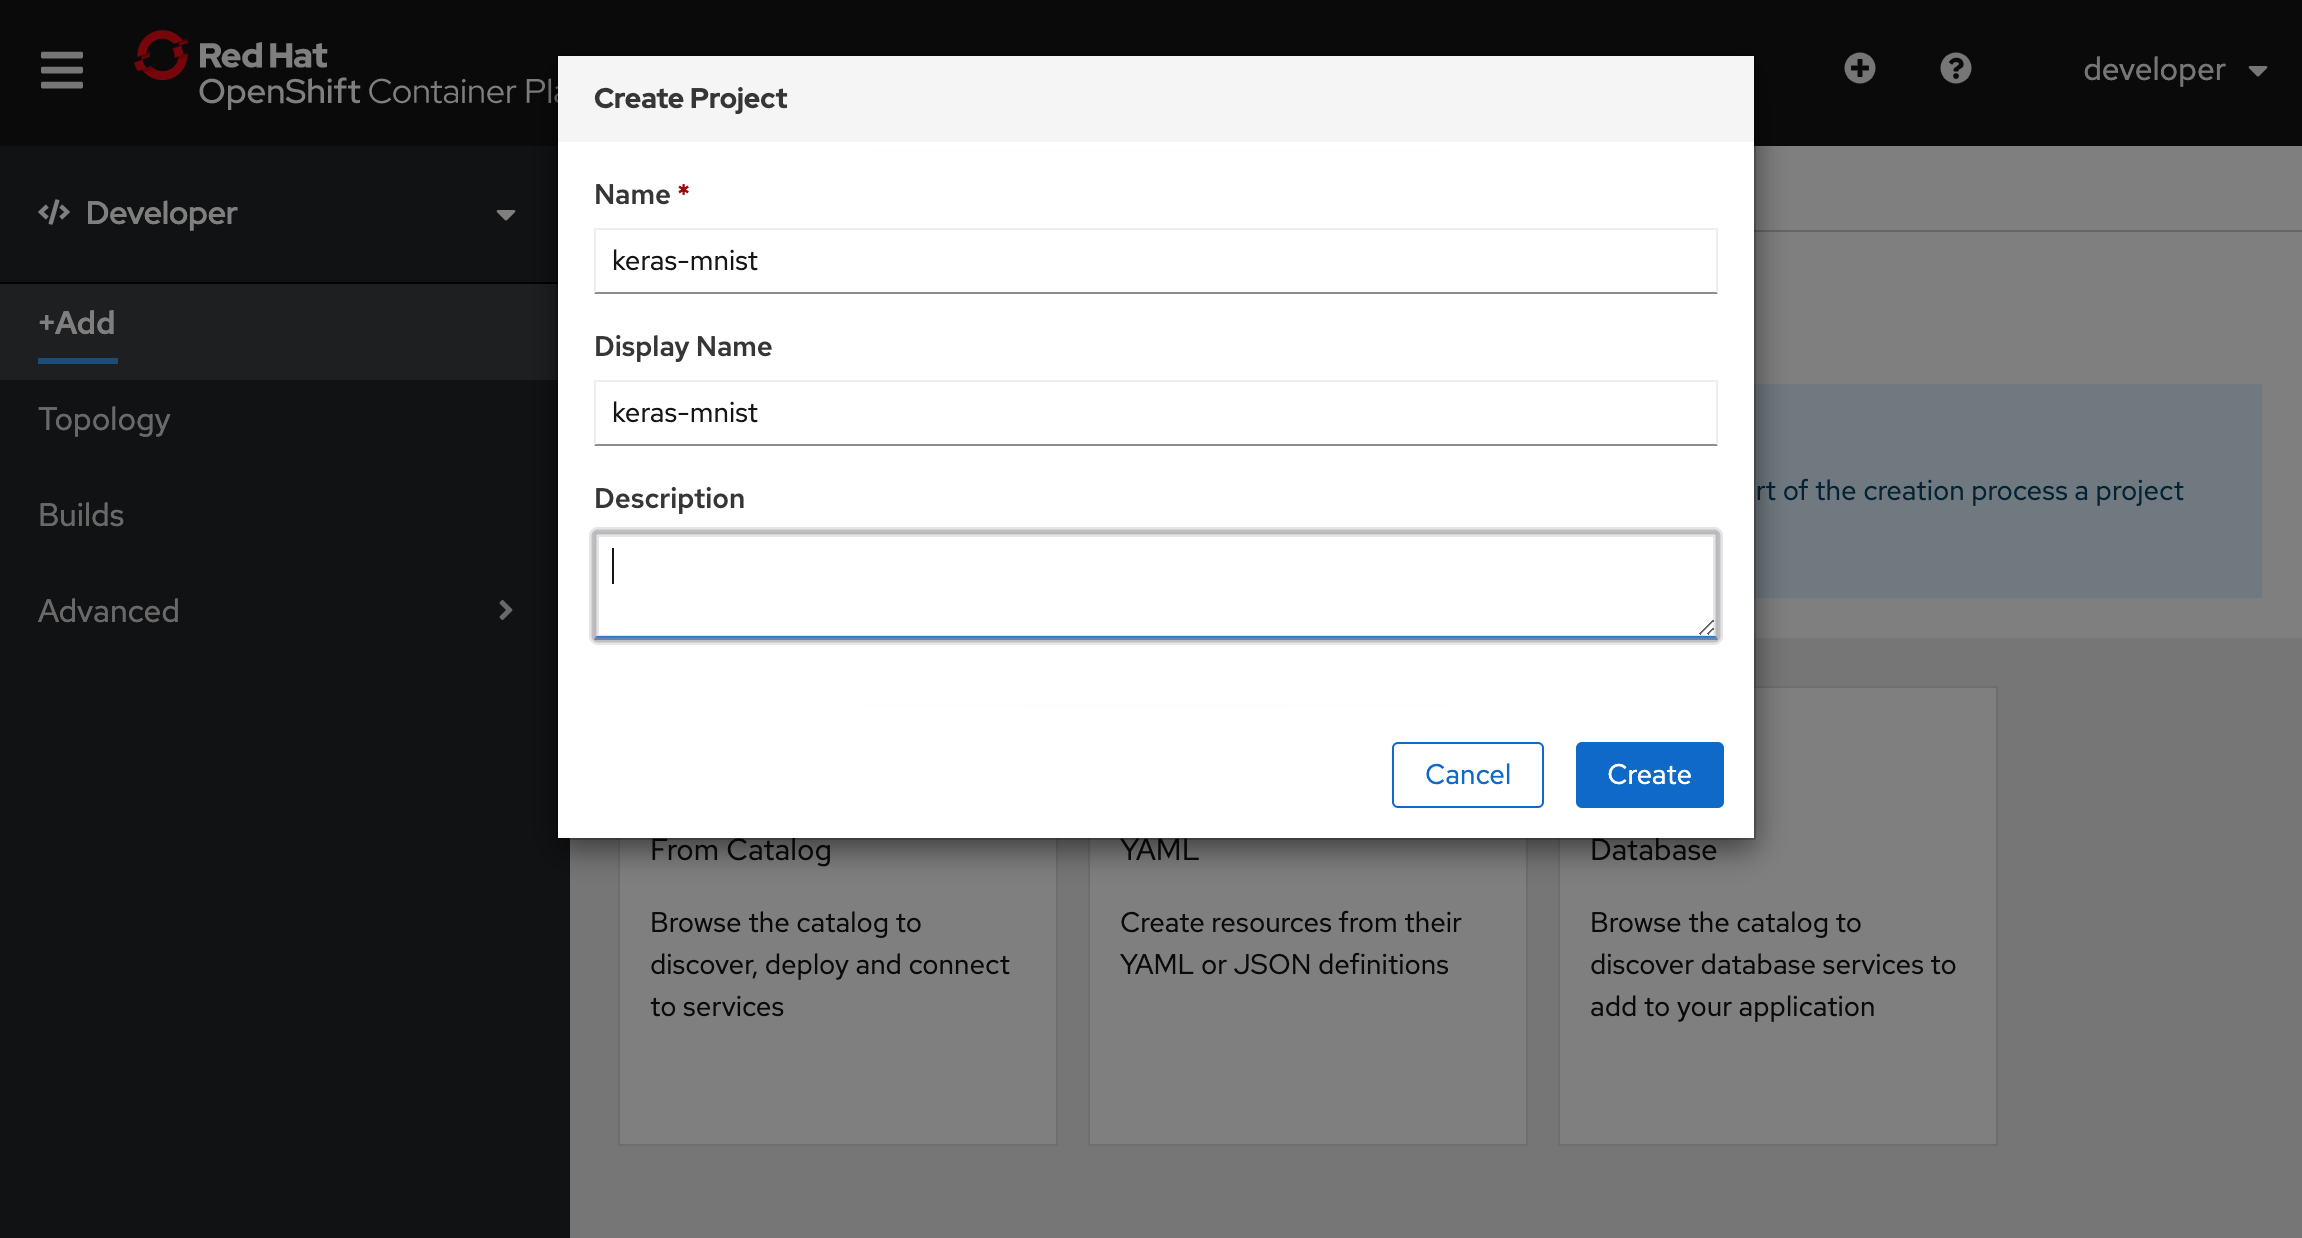 Red Hat
OpenShift Container Pla
developer
Developer
+Add
Topology
Builds
Advanced
Create Project
Name *
keras-mnist
Display Name
keras-mnist
Description
Cancel
Create
rt of the creation process a project
From Catalog
Browse the catalog to
discover, deploy and connect
to services
YAML
Create resources from their
YAML or JSON definitions
Database
Browse the catalog to
discover database services to
add to your application